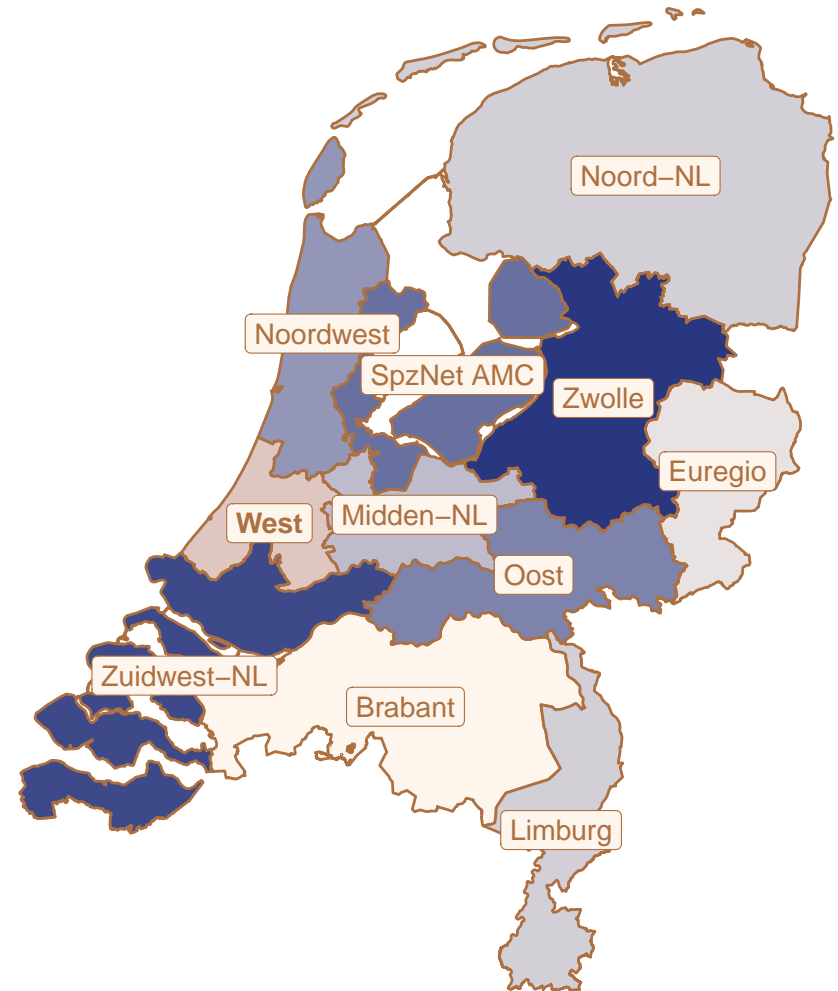 Noord−NL
Noordwest
SpzNet AMC
Zwolle
Euregio
West
Midden−NL
Oost
Zuidwest−NL
Brabant
Limburg